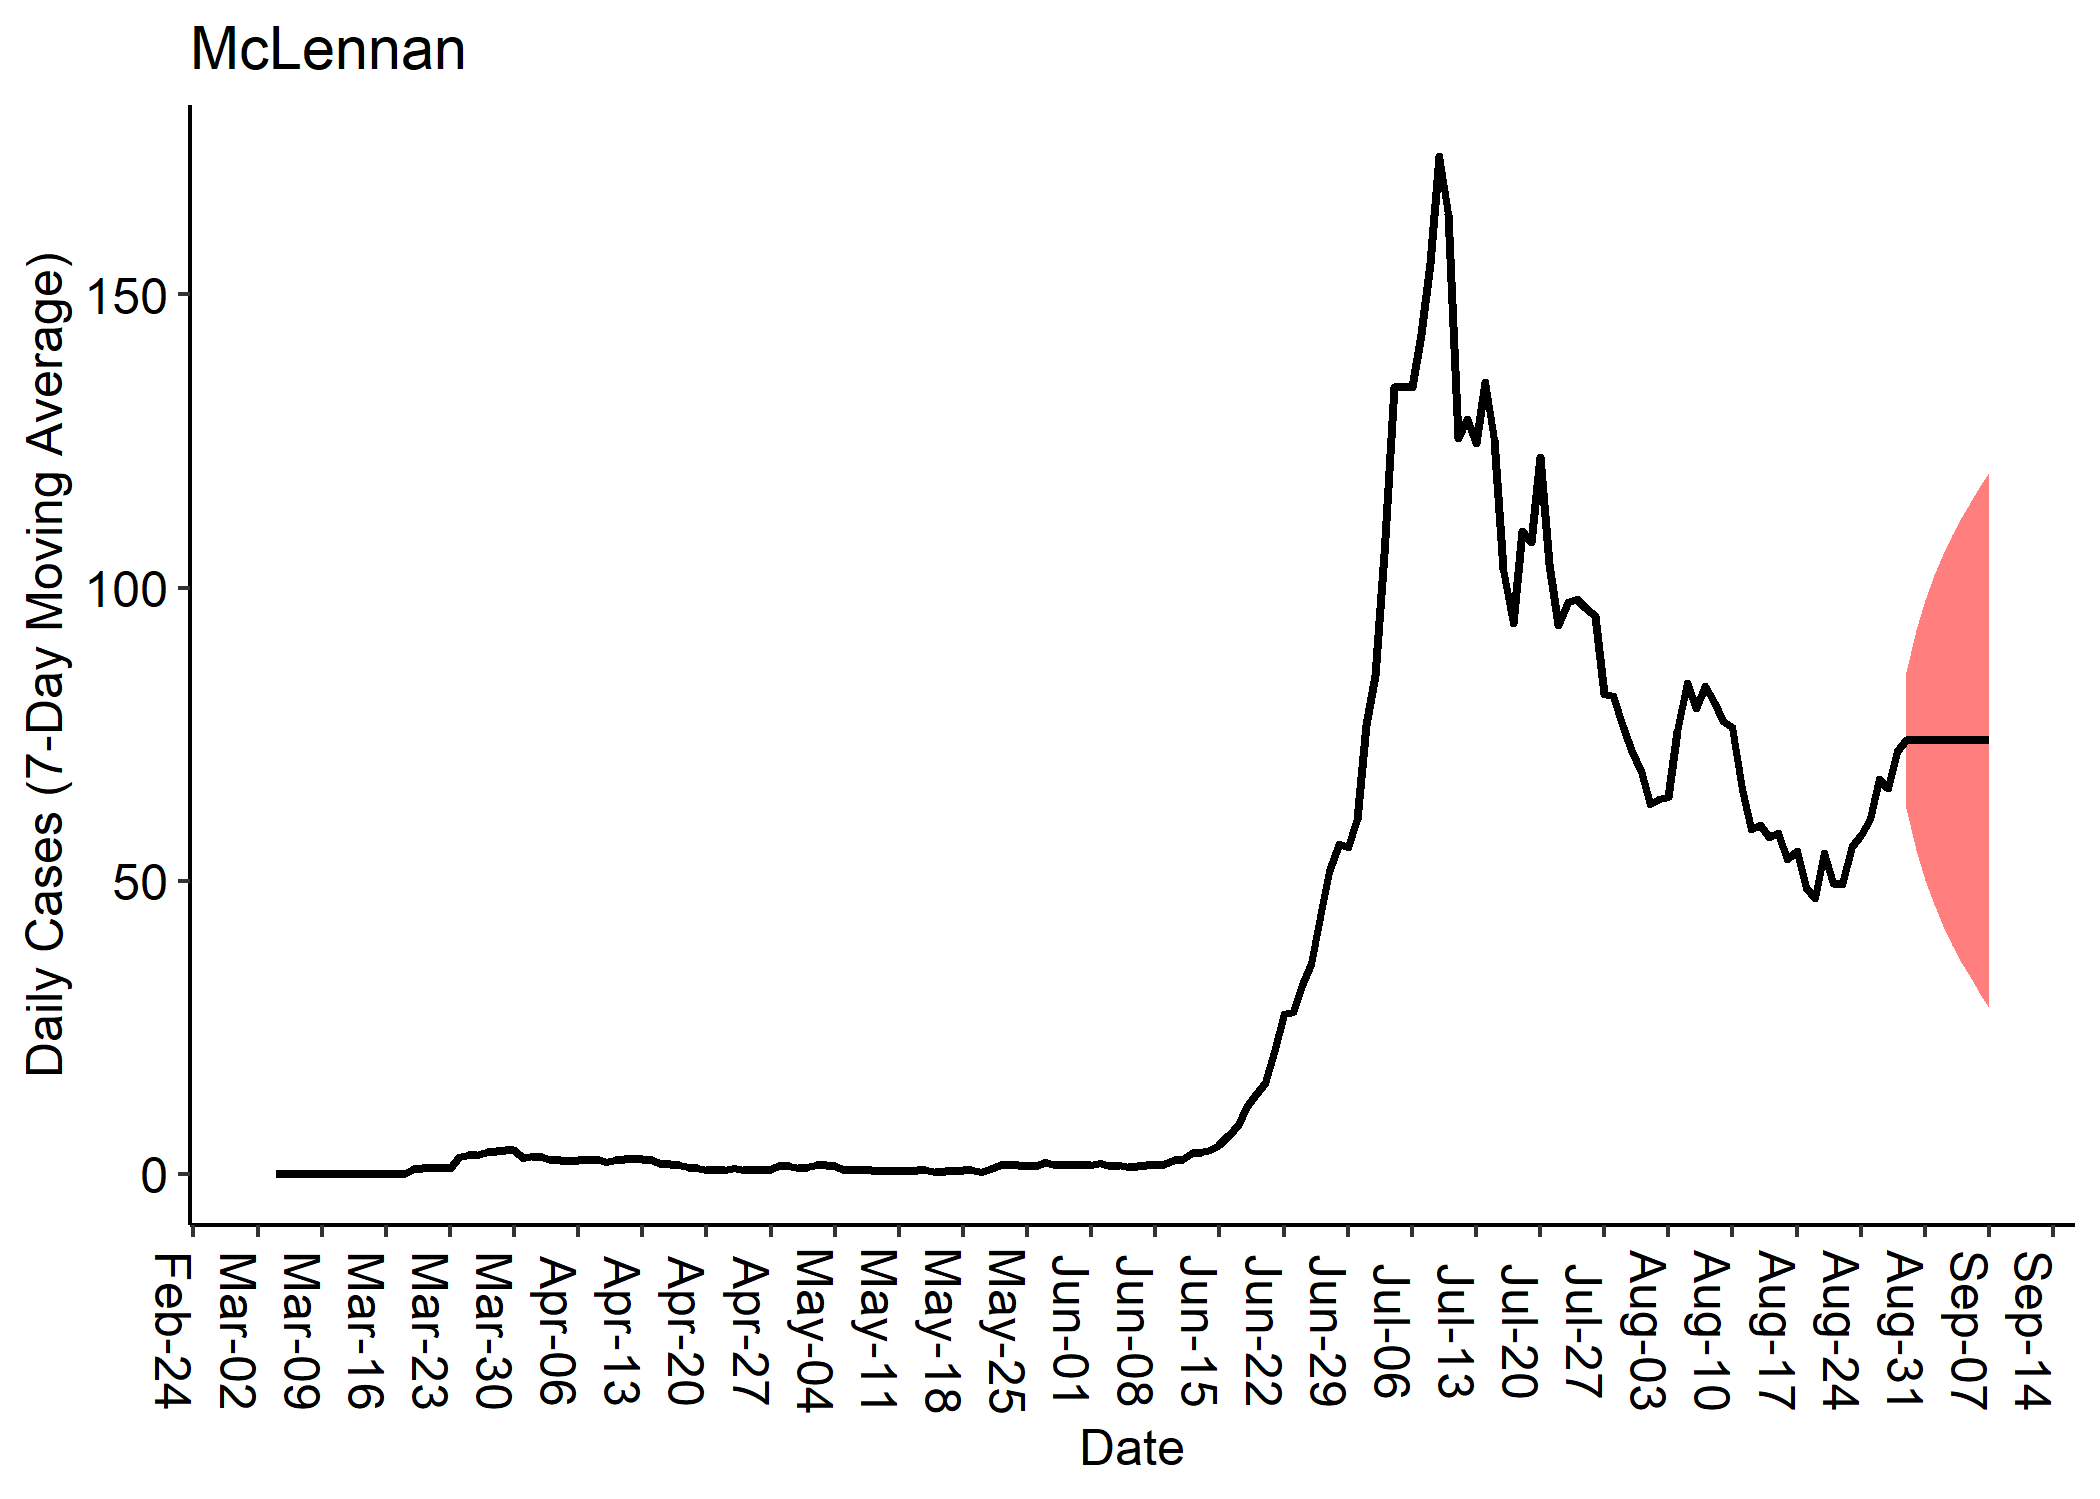 McLennan
Daily Cases (7-Day Moving Average)
150
100
50
0
Feb-24
Mar-02
Mar-09
Mar-16
Mar-23
Mar-30
Apr-06
Apr-13
Apr-20
Apr-27
May-04
May-11
May-18
May-25
Jun-01
Jun-08
Jun-15
Jun-22
Jun-29
Jul-06
Jul-13
Jul-20
Jul-27
Aug-03
Aug-10
Aug-17
Aug-24
Aug-31
Sep-07
Sep-14
Date